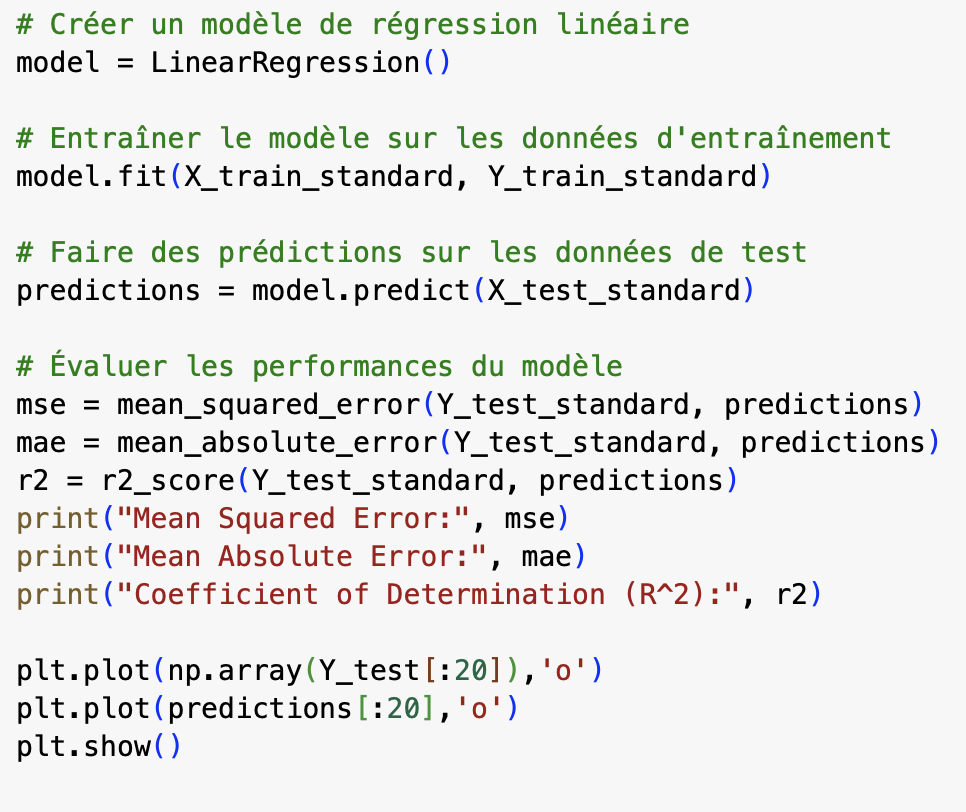 # Créer un modèle de régression linéaire
model = LinearRegression()
# Entraîner le modèle sur les données d'entraînement
model.fit(X_train_standard, Y_train_standard)
# Faire des prédictions sur les données de test
predictions = model.predict(X_test_standard)
# Évaluer les performances du modèle
mse = mean_squared_error(Y_test_standard, predictions)
mae = mean_absolute_error(Y_test_standard, predictions)
r2 = r2_score(Y_test_standard, predictions)
print("Mean Squared Error:", mse)
print("Mean Absolute Error:", mae)
print("Coefficient of Determination (R^2):", r2)
plt.plot(np.array(Y_test[:20]),'o')
plt.plot(predictions[:20],'o')
plt.show()